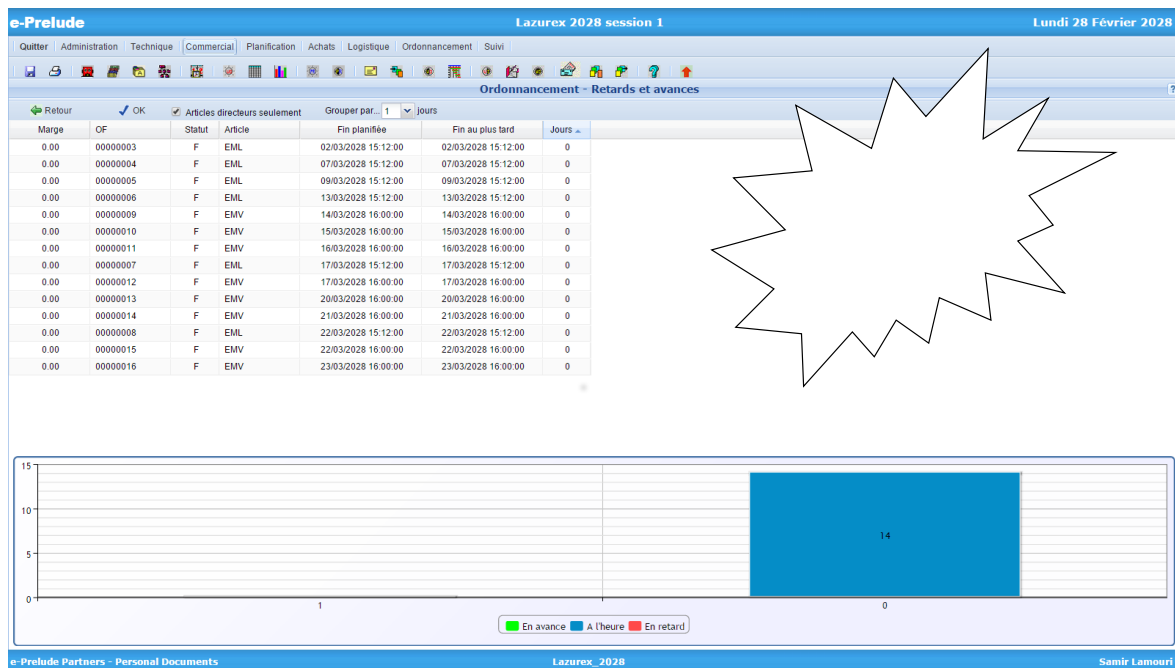 e-Prelude Lazurex 2028 session 1 Lundi 28 Février 2028
Quitter Administration Technique Commercial Planification Achats Logistique Ordonnancement Suivi
Ordonnancement - Retards et avances ?
Retour OK Articles directeurs seulement Grouper par... 1 jours
Marge OF Statut Article Fin planifiée Fin au plus tard Jours
0.00 00000003 F EML 02/03/2028 15:12:00 02/03/2028 15:12:00 0
0.00 00000004 F EML 07/03/2028 15:12:00 07/03/2028 15:12:00 0
0.00 00000005 F EML 09/03/2028 15:12:00 09/03/2028 15:12:00 0
0.00 00000006 F EML 13/03/2028 15:12:00 13/03/2028 15:12:00 0
0.00 00000009 F EMV 14/03/2028 16:00:00 14/03/2028 16:00:00 0
0.00 00000010 F EMV 15/03/2028 16:00:00 15/03/2028 16:00:00 0
0.00 00000011 F EMV 16/03/2028 16:00:00 16/03/2028 16:00:00 0
0.00 00000007 F EML 17/03/2028 15:12:00 17/03/2028 15:12:00 0
0.00 00000012 F EMV 17/03/2028 16:00:00 17/03/2028 16:00:00 0
0.00 00000013 F EMV 20/03/2028 16:00:00 20/03/2028 16:00:00 0
0.00 00000014 F EMV 21/03/2028 16:00:00 21/03/2028 16:00:00 0
0.00 00000008 F EML 22/03/2028 15:12:00 22/03/2028 15:12:00 0
0.00 00000015 F EMV 22/03/2028 16:00:00 22/03/2028 16:00:00 0
0.00 00000016 F EMV 23/03/2028 16:00:00 23/03/2028 16:00:00 0
15
10
14
5
0
1 0
En avance A l'heure En retard
e-Prelude Partners - Personal Documents Lazurex_2028 Samir Lamouri